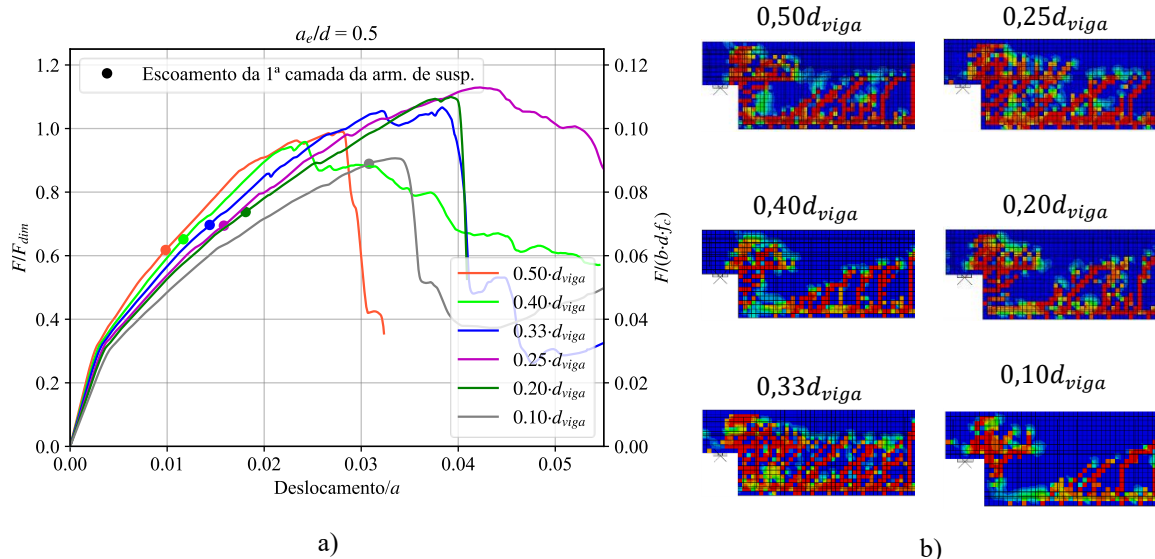 a_e/d = 0.5
1.2
1.0
0.8
0.6
0.4
0.2
0.0
F/F_dim
Escoamento da 1ª camada da arm. de susp.
0.50·d_viga
0.40·d_viga
0.33·d_viga
0.25·d_viga
0.20·d_viga
0.10·d_viga
0.12
0.10
0.08
0.06
0.04
0.02
0.00
F/(b·d·f_c)
0.00 0.01 0.02 0.03 0.04 0.05
Deslocamento/a
a)
0,50d_viga 0,25d_viga
0,40d_viga 0,20d_viga
0,33d_viga 0,10d_viga
b)